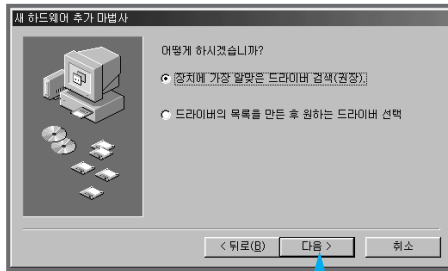 새 하드웨어 추가 마법사
어떻게 하시겠습니까?
장치에 가장 알맞은 드라이버 검색(권장).
드라이버의 목록을 만든 후 원하는 드라이버 선택
< 뒤로(B) 다음 > 취소